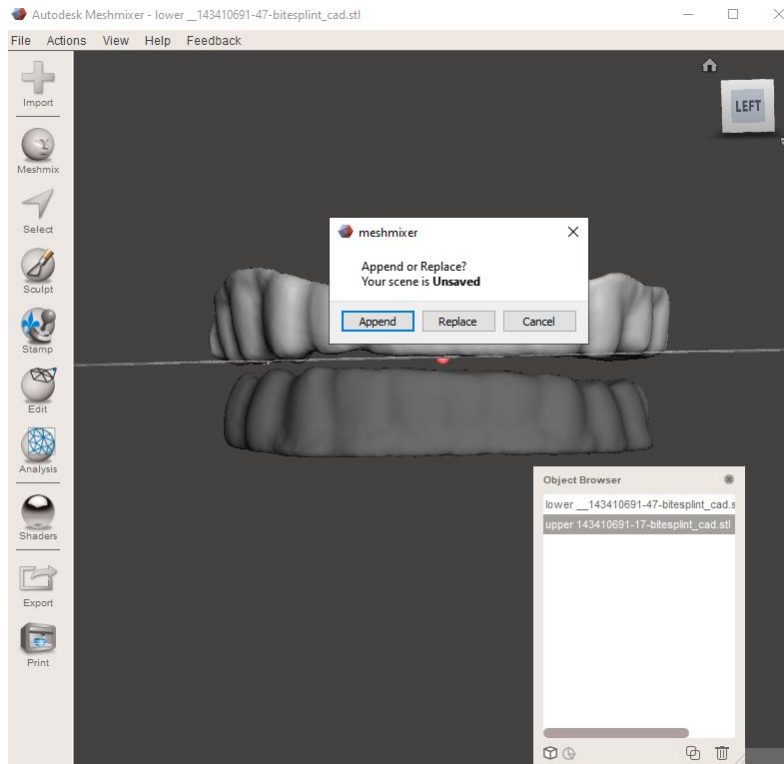 Autodesk Meshmixer - lower __143410691-47-bitesplint_cad.stl
File Actions View Help Feedback
Import
Meshmix
Select
Sculpt
Stamp
Edit
Analysis
Shaders
Export
Print
LEFT
meshmixer
Append or Replace?
Your scene is Unsaved
Append Replace Cancel
Object Browser
lower __143410691-47-bitesplint_cad.s
upper 143410691-17-bitesplint_cad.stl